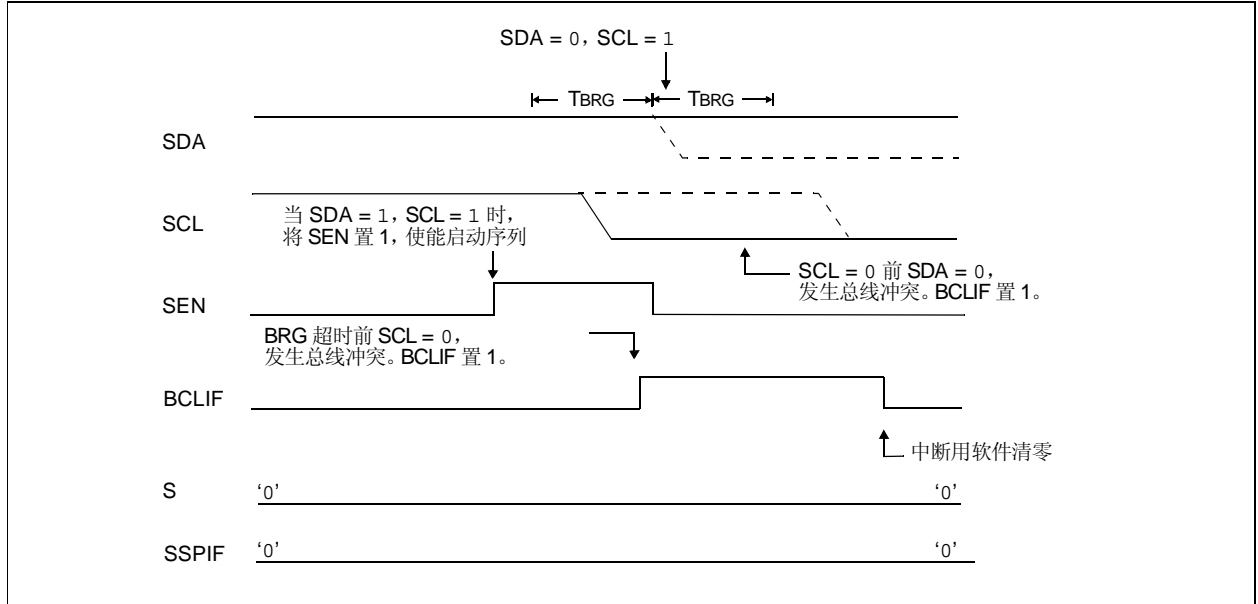 SDA = 0, SCL = 1
TBRG TBRG
SDA
SCL
当 SDA = 1, SCL = 1 时,
将 SEN 置 1, 使能启动序列
SCL = 0 前 SDA = 0,
发生总线冲突。BCLIF 置 1。
SEN
BRG 超时前 SCL = 0,
发生总线冲突。BCLIF 置 1。
BCLIF
中断用软件清零
S ‘0’ ‘0’
SSPIF ‘0’ ‘0’